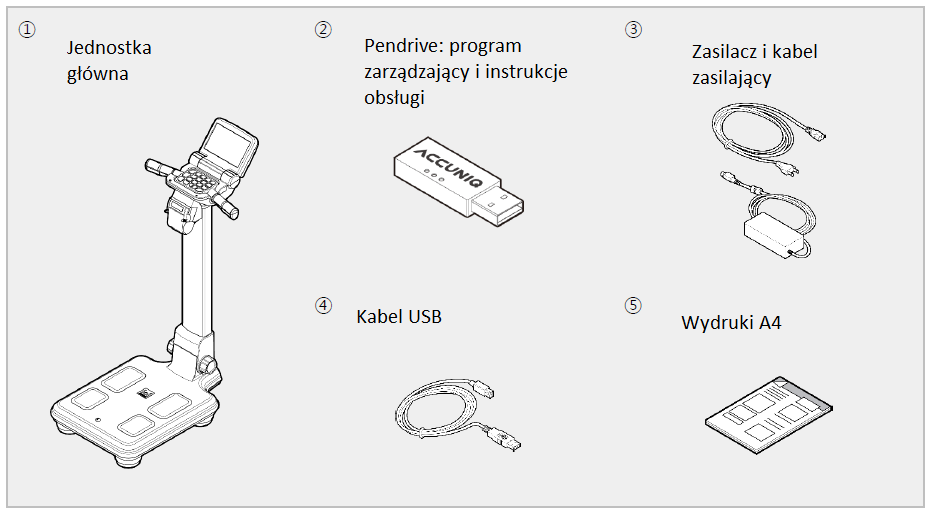 ①
Jednostka
główna
②
Pendrive: program
zarządzający i instrukcje
obsługi
ACCUNIQ
③
Zasilacz i kabel
zasilający
④
Kabel USB
⑤
Wydruki A4